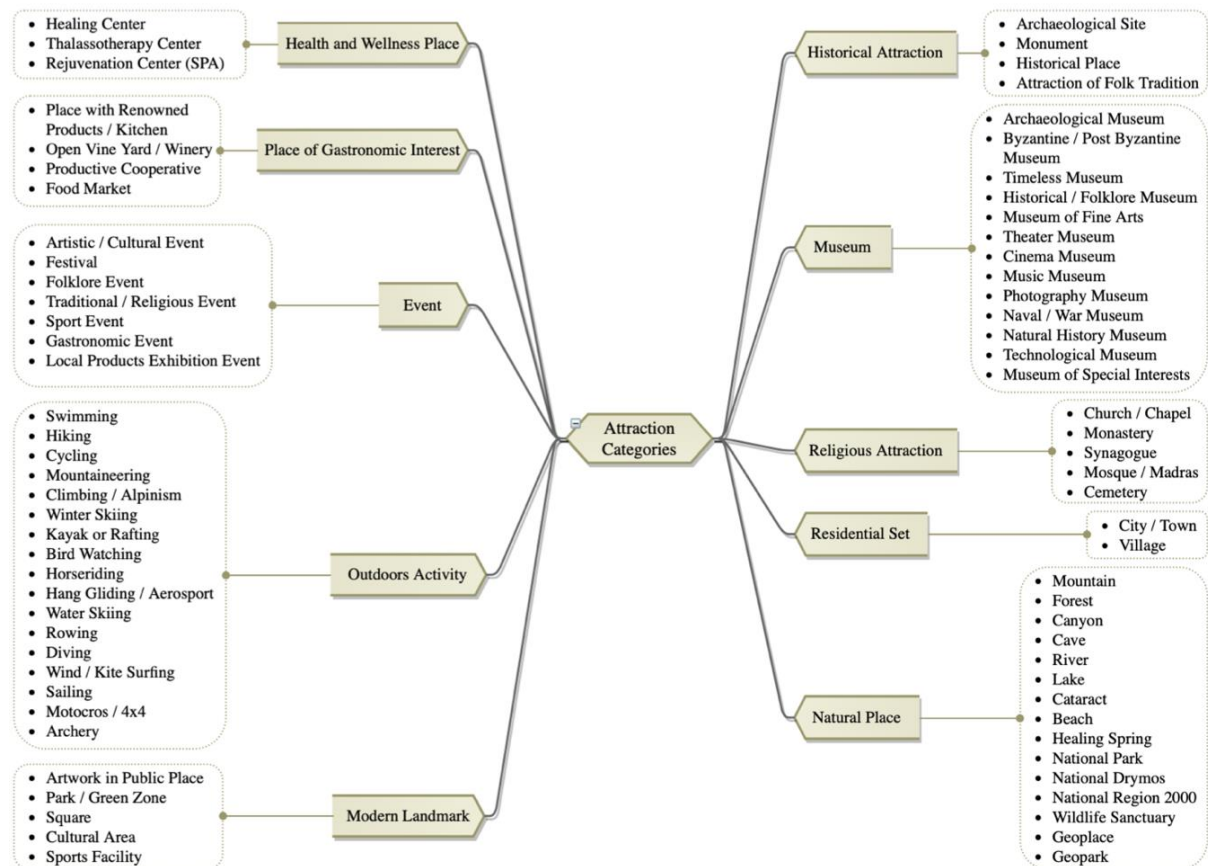 Healing Center
Thalassotherapy Center
Rejuvenation Center (SPA)
Health and Wellness Place
Place with Renowned
Products / Kitchen
Open Vine Yard / Winery
Productive Cooperative
Food Market
Place of Gastronomic Interest
Artistic / Cultural Event
Festival
Folklore Event
Traditional / Religious Event
Sport Event
Gastronomic Event
Local Products Exhibition Event
Event
Swimming
Hiking
Cycling
Mountaineering
Climbing / Alpinism
Winter Skiing
Kayak or Rafting
Bird Watching
Horseriding
Hang Gliding / Aerosport
Water Skiing
Rowing
Diving
Wind / Kite Surfing
Sailing
Motocros / 4x4
Archery
Outdoors Activity
Artwork in Public Place
Park / Green Zone
Square
Cultural Area
Sports Facility
Modern Landmark
Attraction
Categories
Historical Attraction
Archaeological Site
Monument
Historical Place
Attraction of Folk Tradition
Museum
Archaeological Museum
Byzantine / Post Byzantine
Museum
Timeless Museum
Historical / Folklore Museum
Museum of Fine Arts
Theater Museum
Cinema Museum
Music Museum
Photography Museum
Naval / War Museum
Natural History Museum
Technological Museum
Museum of Special Interests
Religious Attraction
Church / Chapel
Monastery
Synagogue
Mosque / Madras
Cemetery
Residential Set
City / Town
Village
Natural Place
Mountain
Forest
Canyon
Cave
River
Lake
Cataract
Beach
Healing Spring
National Park
National Drymos
National Region 2000
Wildlife Sanctuary
Geoplace
Geopark